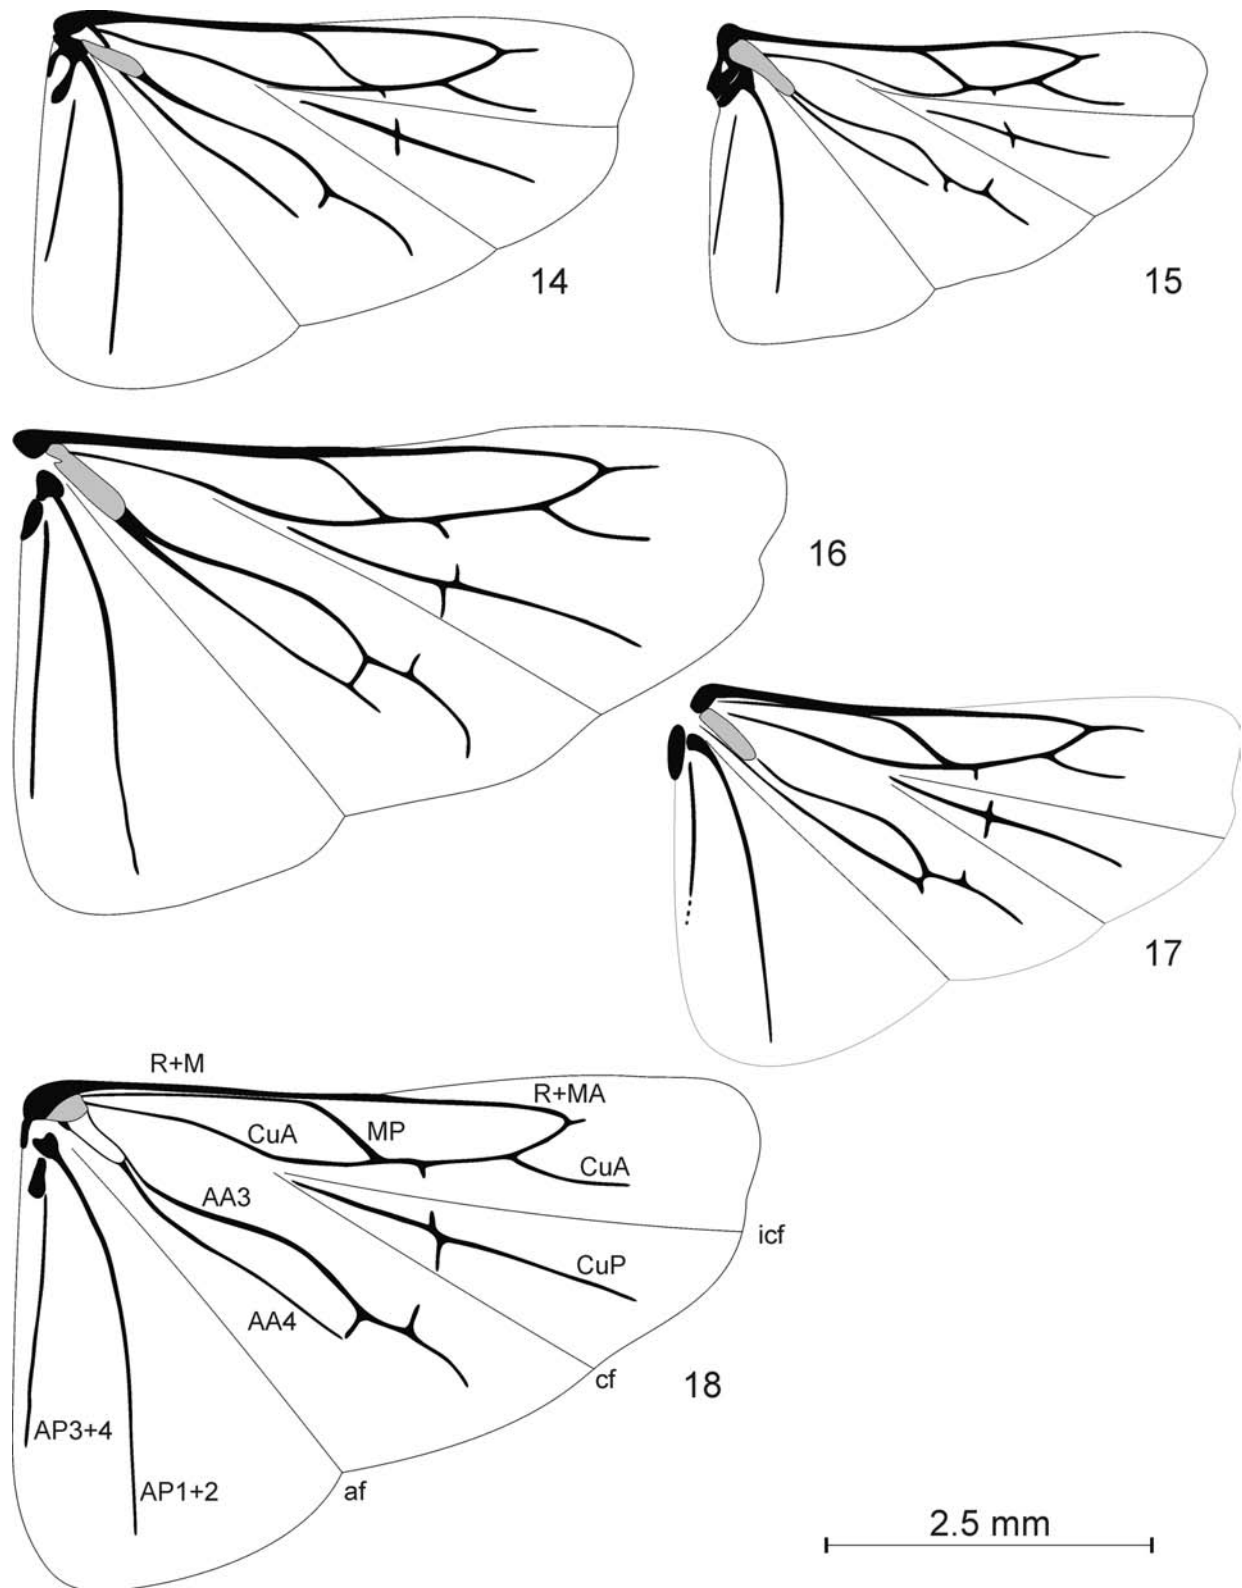 14
15
16
17
R+M
R+MA
CuA
MP
CuA
AA3
icf
CuP
AA4
cf
18
AP3+4
AP1+2
af
2.5 mm